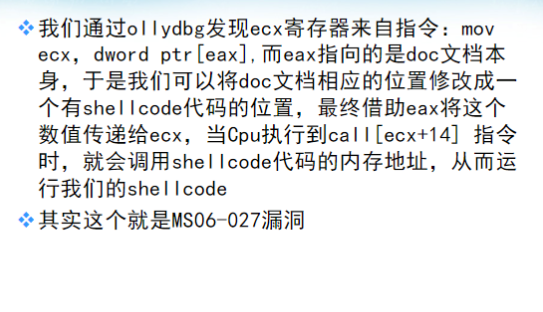 我们通过ollydbg发现ecx寄存器来自指令：mov
ecx，dword ptr[eax],而eax指向的是doc文档本
身，于是我们可以将doc文档相应的位置修改成一
个有shellcode代码的位置，最终借助eax将这个
数值传递给ecx，当Cpu执行到call[ecx+14] 指令
时，就会调用shellcode代码的内存地址，从而运
行我们的shellcode
其实这个就是MS06-027漏洞